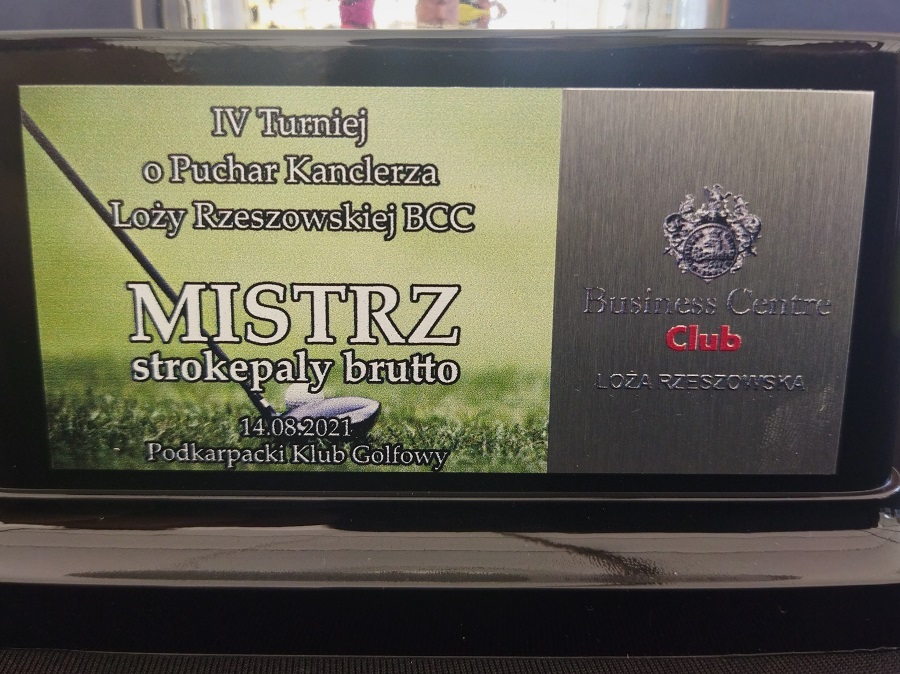 IV Turniej
o Puchar Kanclerza
Loży Rzeszowskiej BCC
MISTRZ
strokepaly brutto
14.08.2021
Podkarpacki Klub Golfowy
Business Centre
Club
LOŻA RZESZOWSKA